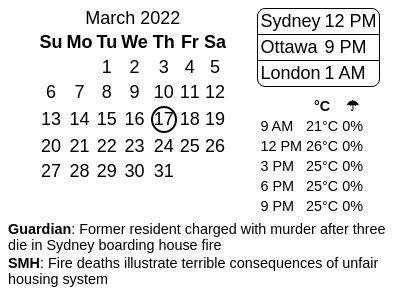 March 2022
Su Mo Tu We Th Fr Sa
1 2 3 4 5
6 7 8 9 10 11 12
13 14 15 16 17 18 19
20 21 22 23 24 25 26
27 28 29 30 31
Sydney 12 PM
Ottawa 9 PM
London 1 AM
°C ☂
9 AM 21°C 0%
12 PM 26°C 0%
3 PM 25°C 0%
6 PM 25°C 0%
9 PM 25°C 0%
Guardian: Former resident charged with murder after three
die in Sydney boarding house fire
SMH: Fire deaths illustrate terrible consequences of unfair
housing system